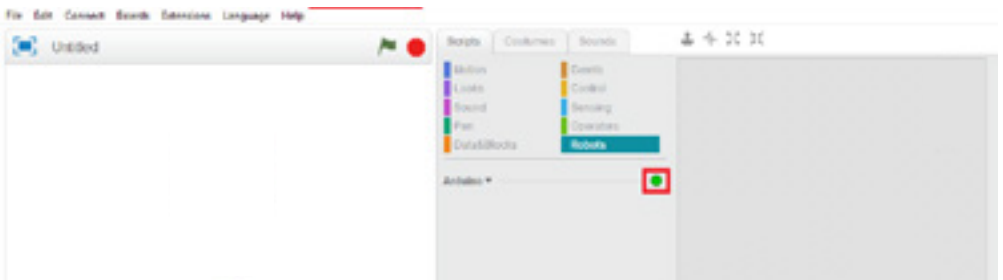 File Edit Connect Boards Extensions Language Help
Untitled
Scripts Costumes Sounds
Motion Events
Looks Control
Sound Sensing
Pen Operators
Data&Blocks Robots
Arduino